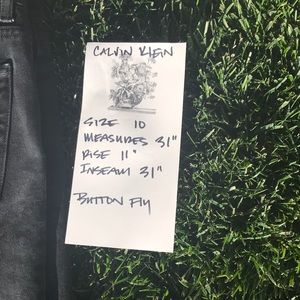 CALVIN KLEIN
SIZE 10
MEASURES 31"
RISE 11"
INSEAM 31"
BUTTON FLY